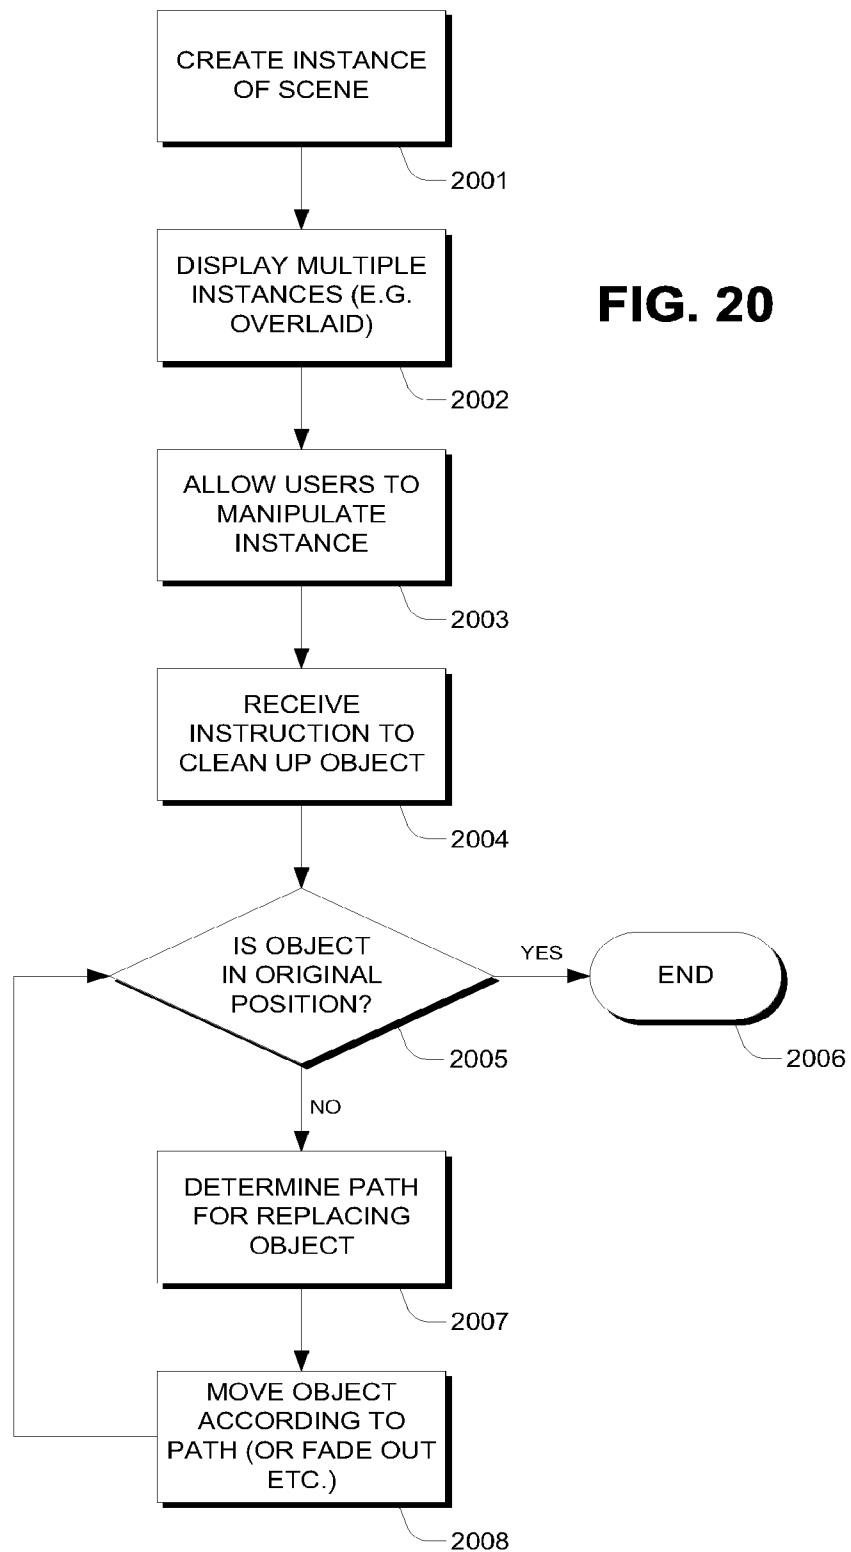 CREATE INSTANCE
OF SCENE
2001
DISPLAY MULTIPLE
INSTANCES (E.G.
OVERLAID)
FIG. 20
2002
ALLOW USERS TO
MANIPULATE
INSTANCE
2003
RECEIVE
INSTRUCTION TO
CLEAN UP OBJECT
2004
IS OBJECT
IN ORIGINAL
POSITION?
YES
END
2005
2006
NO
DETERMINE PATH
FOR REPLACING
OBJECT
2007
MOVE OBJECT
ACCORDING TO
PATH (OR FADE OUT
ETC.)
2008